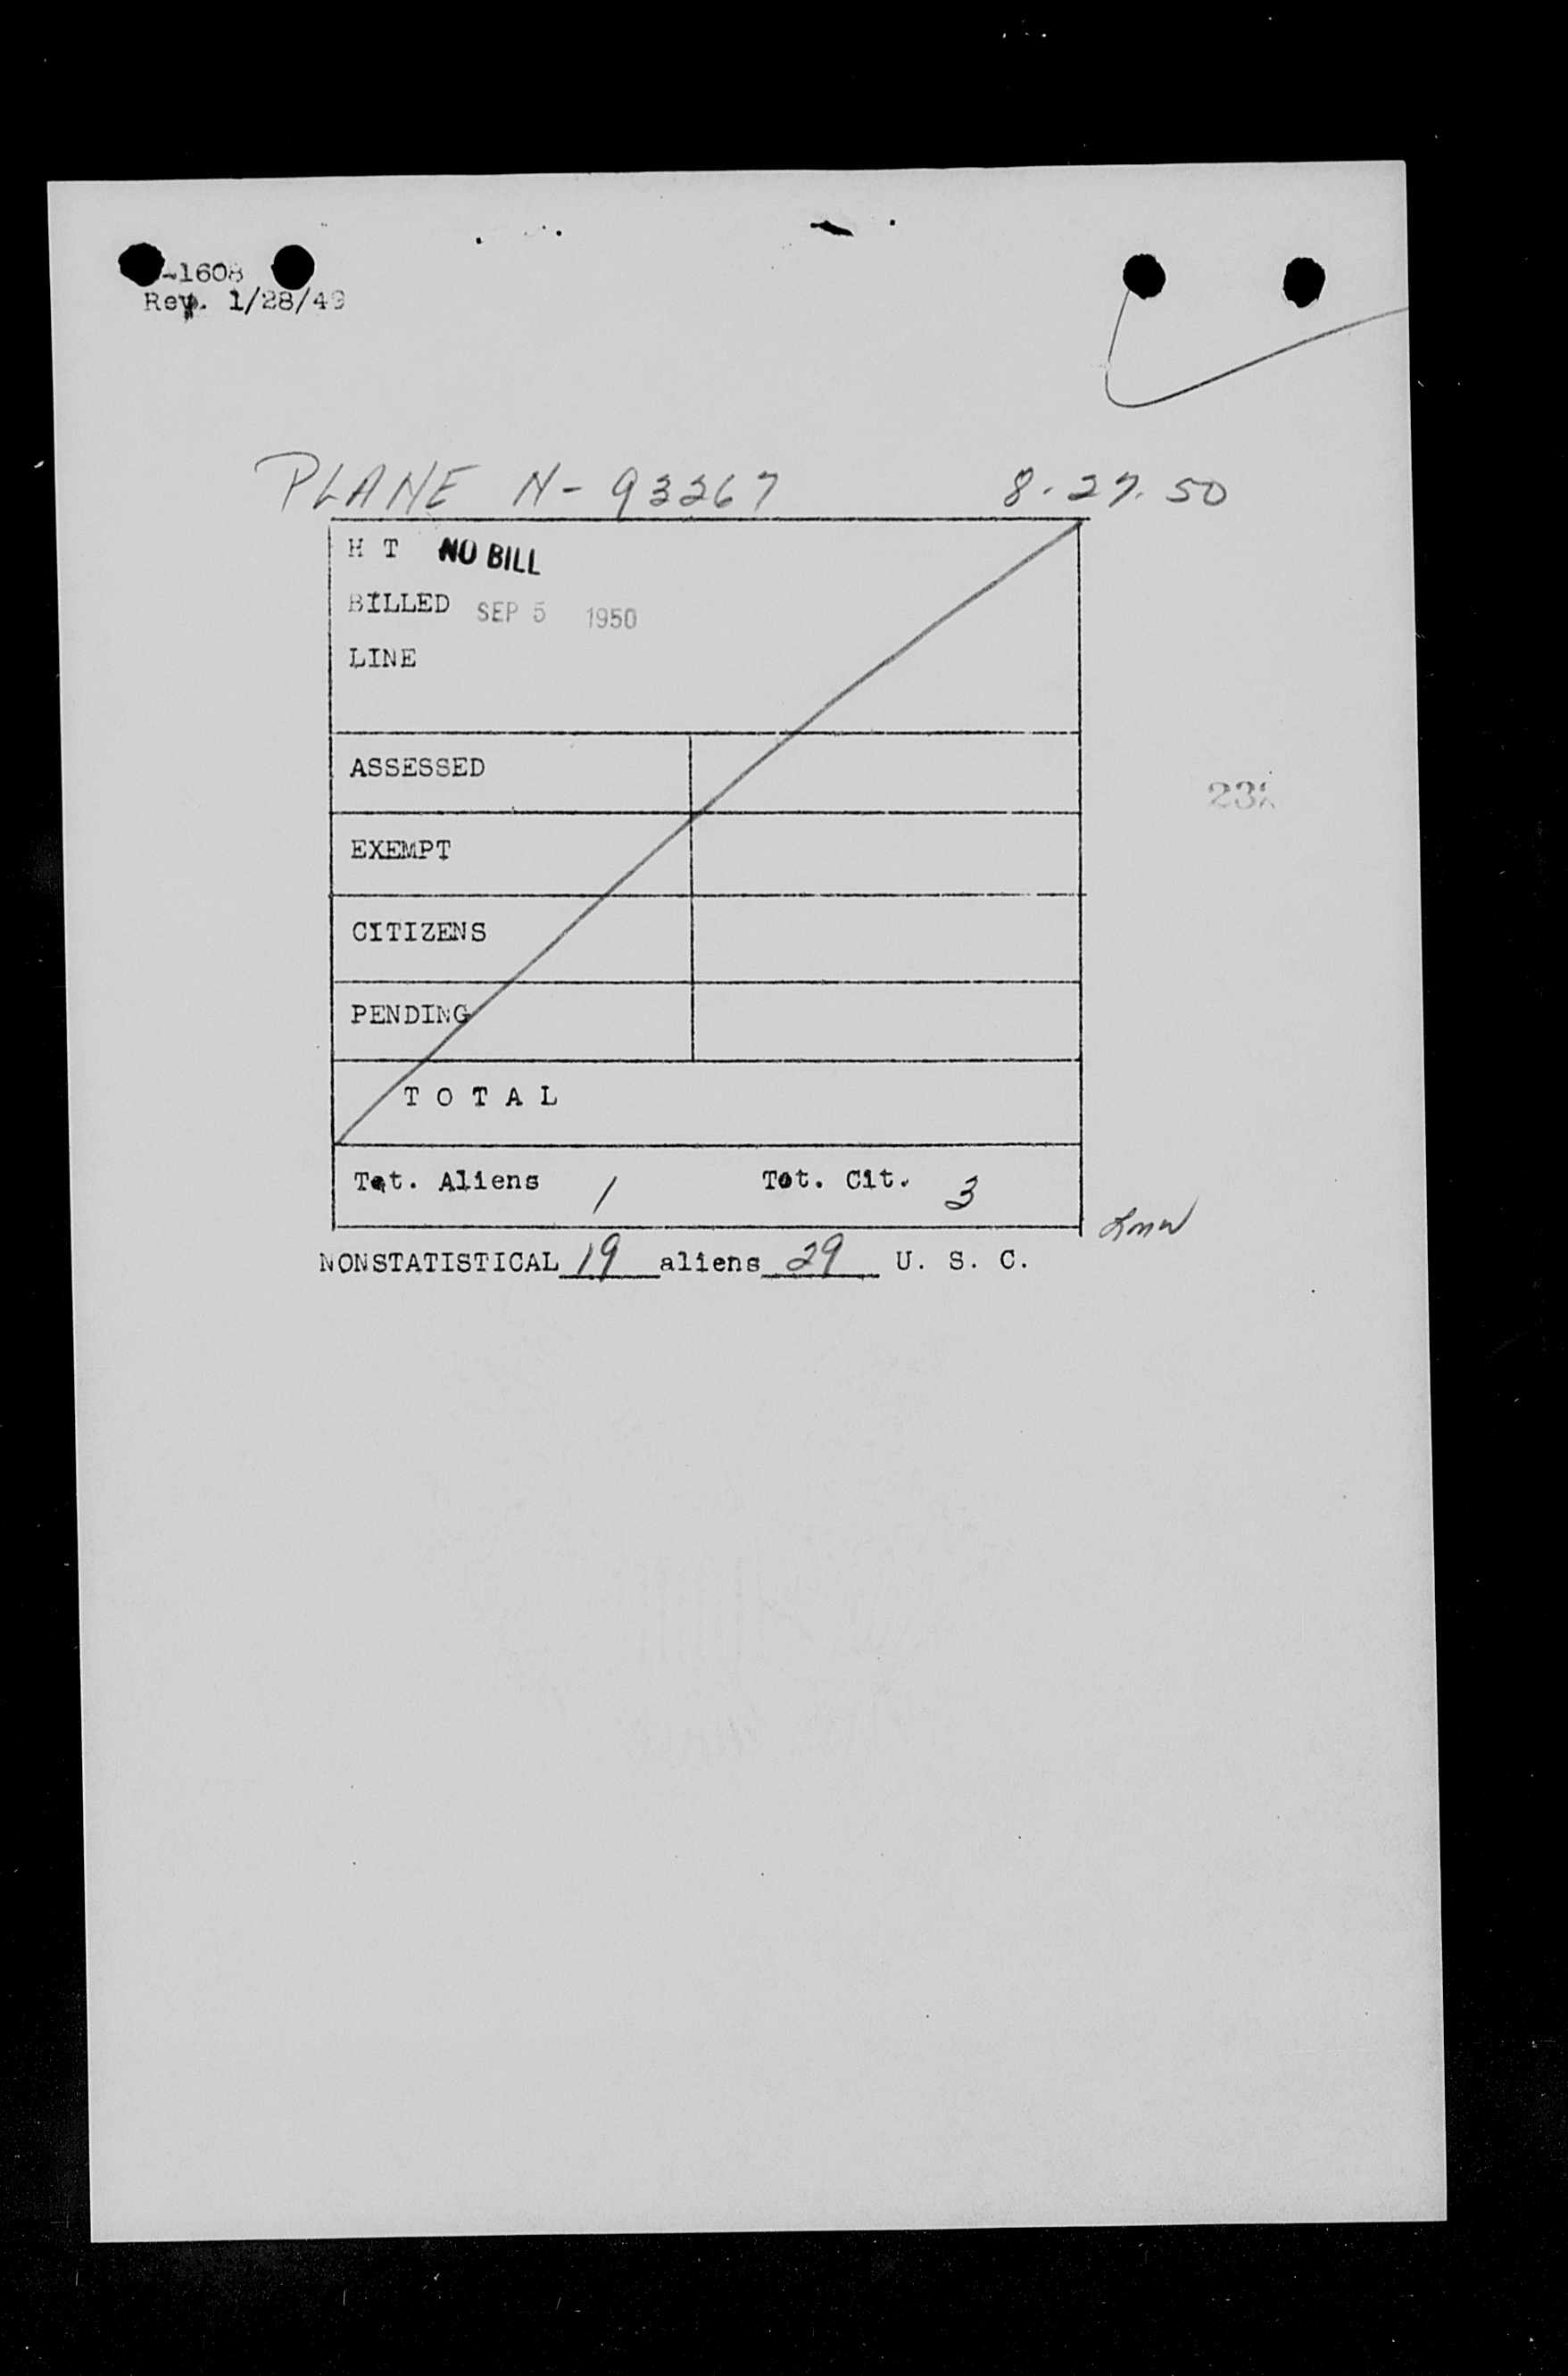 -1608
Rev. 1/28/49
PLANE N-93267 8.27.50
H T NO BILL
BILLED SEP 5 1950
LINE
ASSESSED
EXEMPT
CITIZENS
PENDING
T O T A L
Tot. Aliens 1 Tot. Cit. 3
NONSTATISTICAL 19 aliens 29 U. S. C.